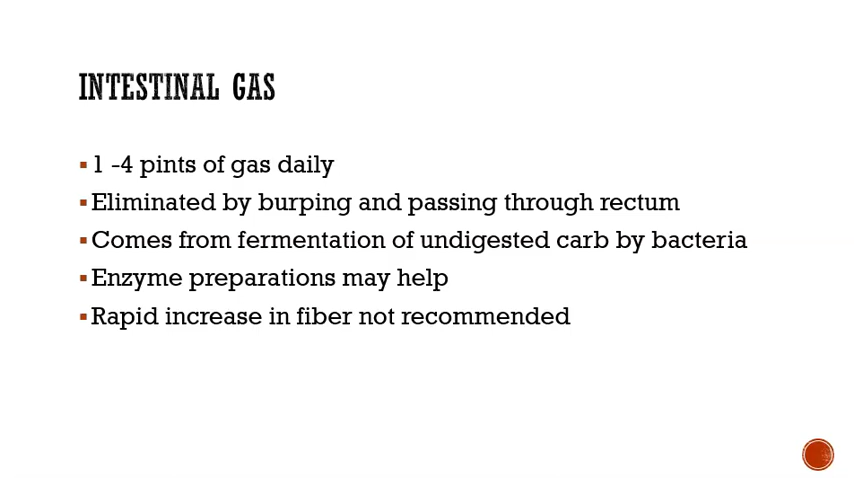 INTESTINAL GAS
▪ 1 -4 pints of gas daily
▪ Eliminated by burping and passing through rectum
▪ Comes from fermentation of undigested carb by bacteria
▪ Enzyme preparations may help
▪ Rapid increase in fiber not recommended